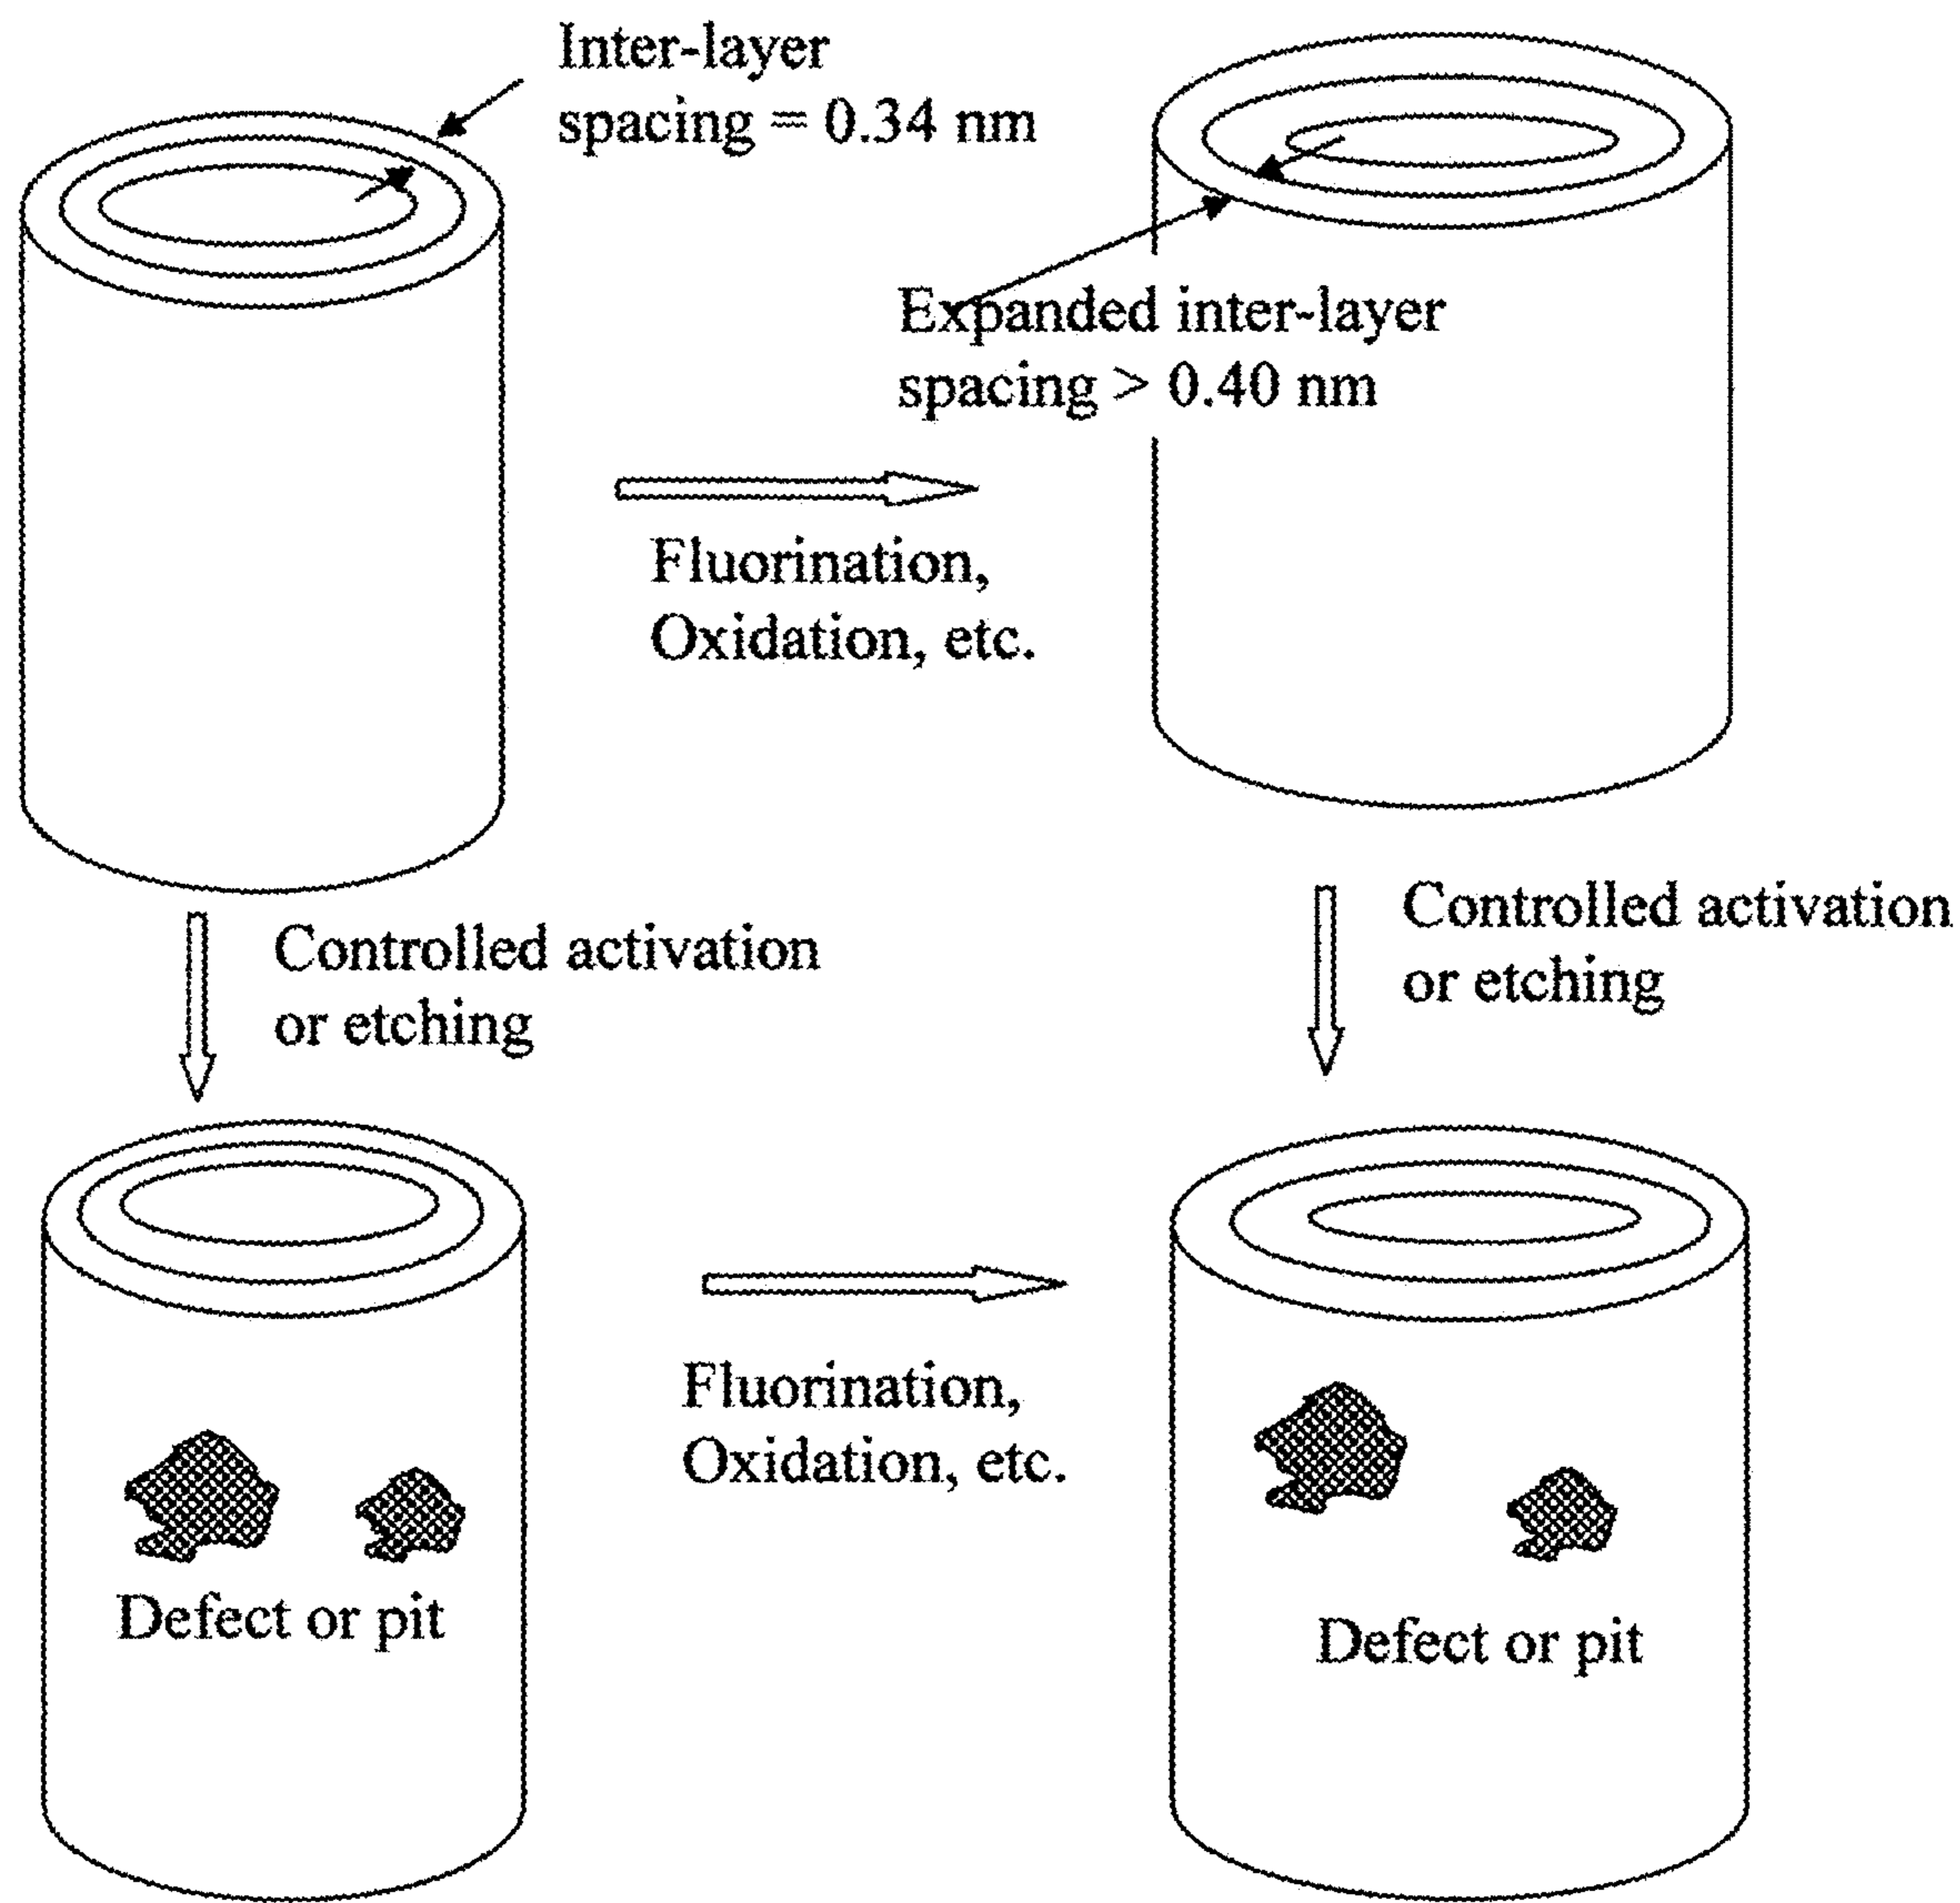 Inter-layer
spacing = 0.34 nm
Expanded inter-layer
spacing > 0.40 nm
Fluorination,
Oxidation, etc.
Controlled activation
or etching
Controlled activation
or etching
Fluorination,
Oxidation, etc.
Defect or pit
Defect or pit